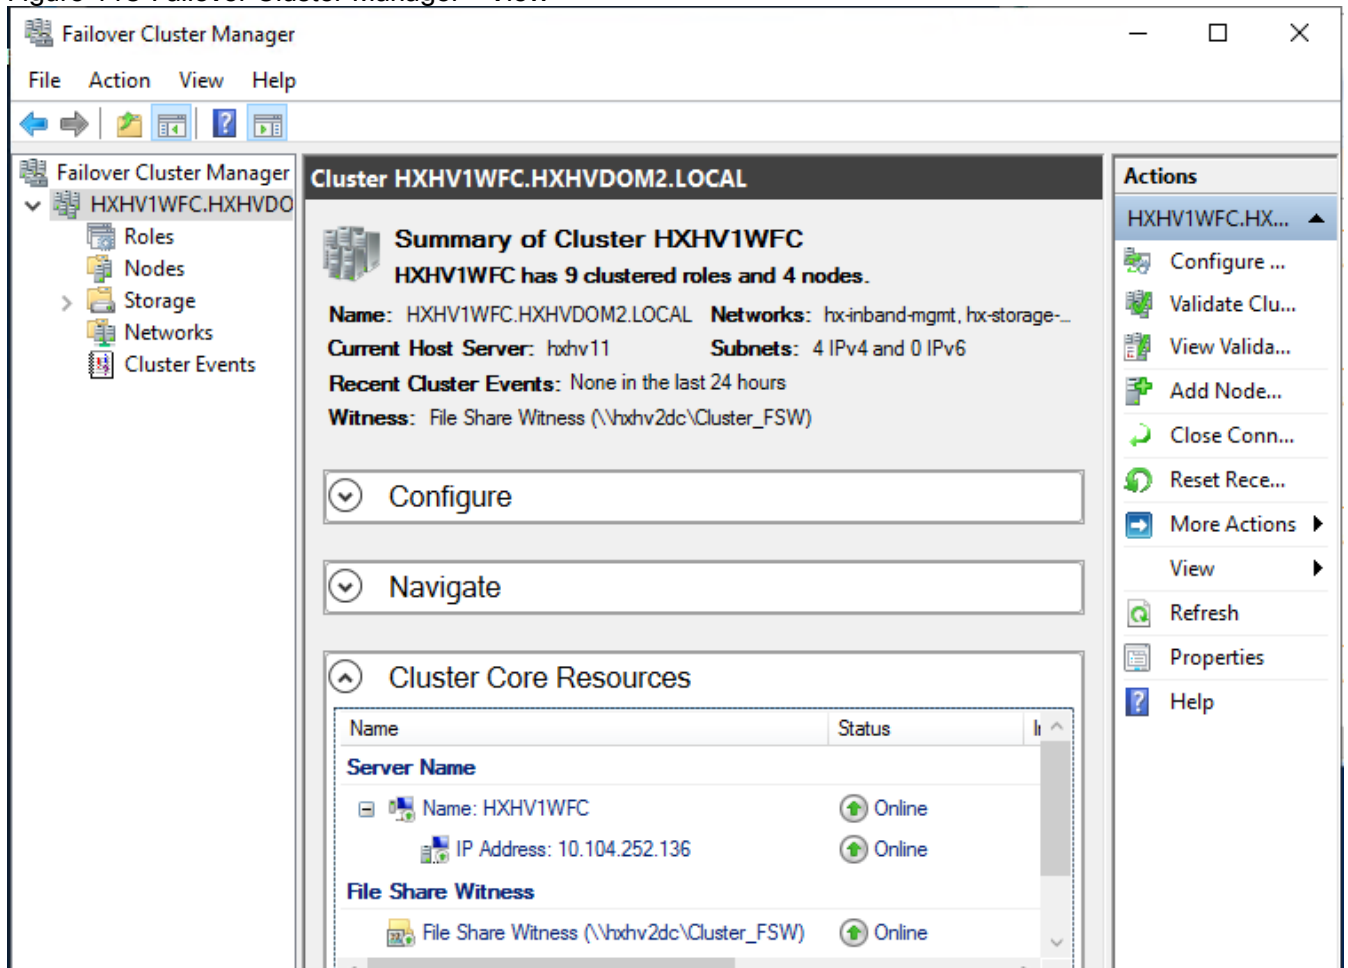 Failover Cluster Manager
File Action View Help
Failover Cluster Manager
HXHV1WFC.HXHVDO
Roles
Nodes
Storage
Networks
Cluster Events
Cluster HXHV1WFC.HXHVDOM2.LOCAL
Summary of Cluster HXHV1WFC
HXHV1WFC has 9 clustered roles and 4 nodes.
Name: HXHV1WFC.HXHVDOM2.LOCAL Networks: hx-inband-mgmt, hx-storage-...
Current Host Server: hxhv11 Subnets: 4 IPv4 and 0 IPv6
Recent Cluster Events: None in the last 24 hours
Witness: File Share Witness (\\hxhv2dc\Cluster_FSW)
Configure
Navigate
Cluster Core Resources
Name Status
Server Name
Name: HXHV1WFC Online
IP Address: 10.104.252.136 Online
File Share Witness
File Share Witness (\\hxhv2dc\Cluster_FSW) Online
Actions
HXHV1WFC.HX...
Configure ...
Validate Clu...
View Valida...
Add Node...
Close Conn...
Reset Rece...
More Actions
View
Refresh
Properties
Help